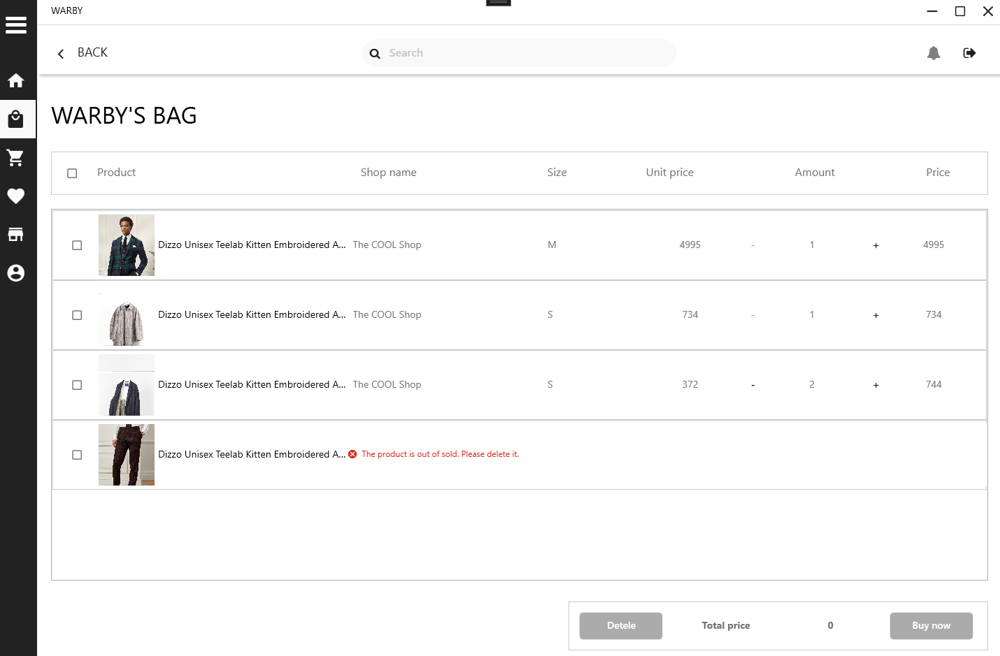 WARBY
BACK
Search
WARBY'S BAG
Product Shop name Size Unit price Amount Price
Dizzo Unisex Teelab Kitten Embroidered A... The COOL Shop M 4995 - 1 + 4995
Dizzo Unisex Teelab Kitten Embroidered A... The COOL Shop S 734 - 1 + 734
Dizzo Unisex Teelab Kitten Embroidered A... The COOL Shop S 372 - 2 + 744
Dizzo Unisex Teelab Kitten Embroidered A... The product is out of sold. Please delete it.
Detele Total price 0 Buy now